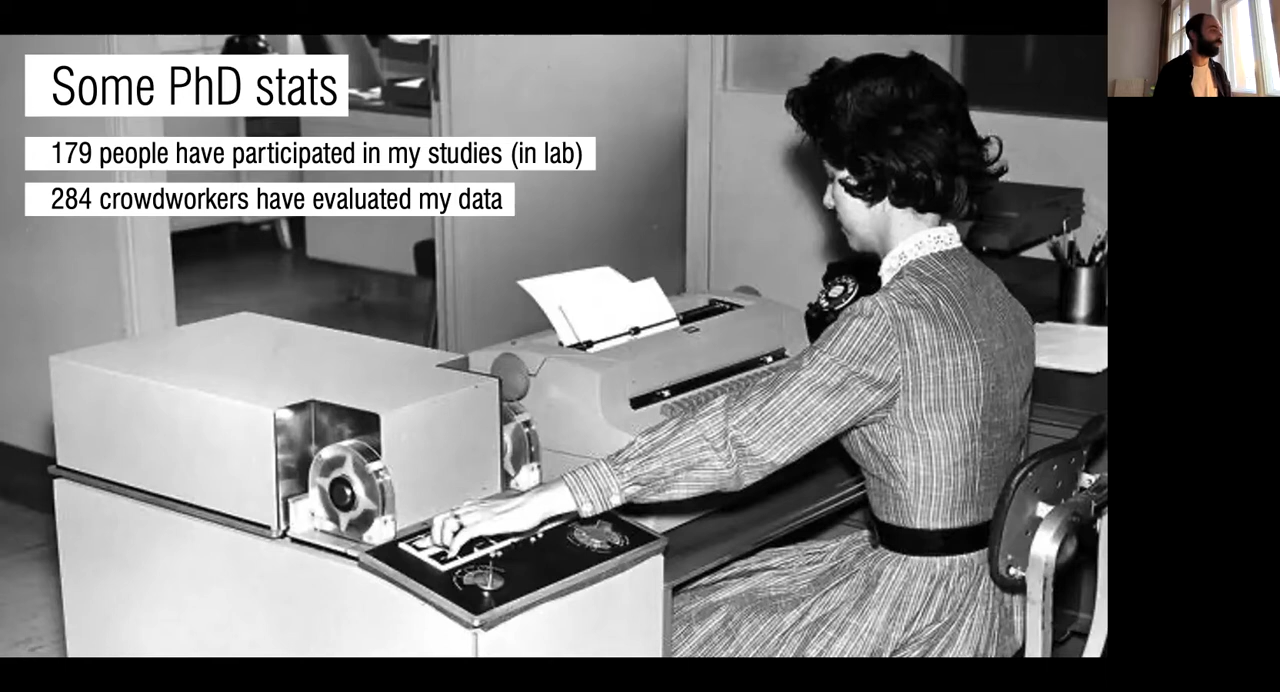 Some PhD stats
179 people have participated in my studies (in lab)
284 crowdworkers have evaluated my data